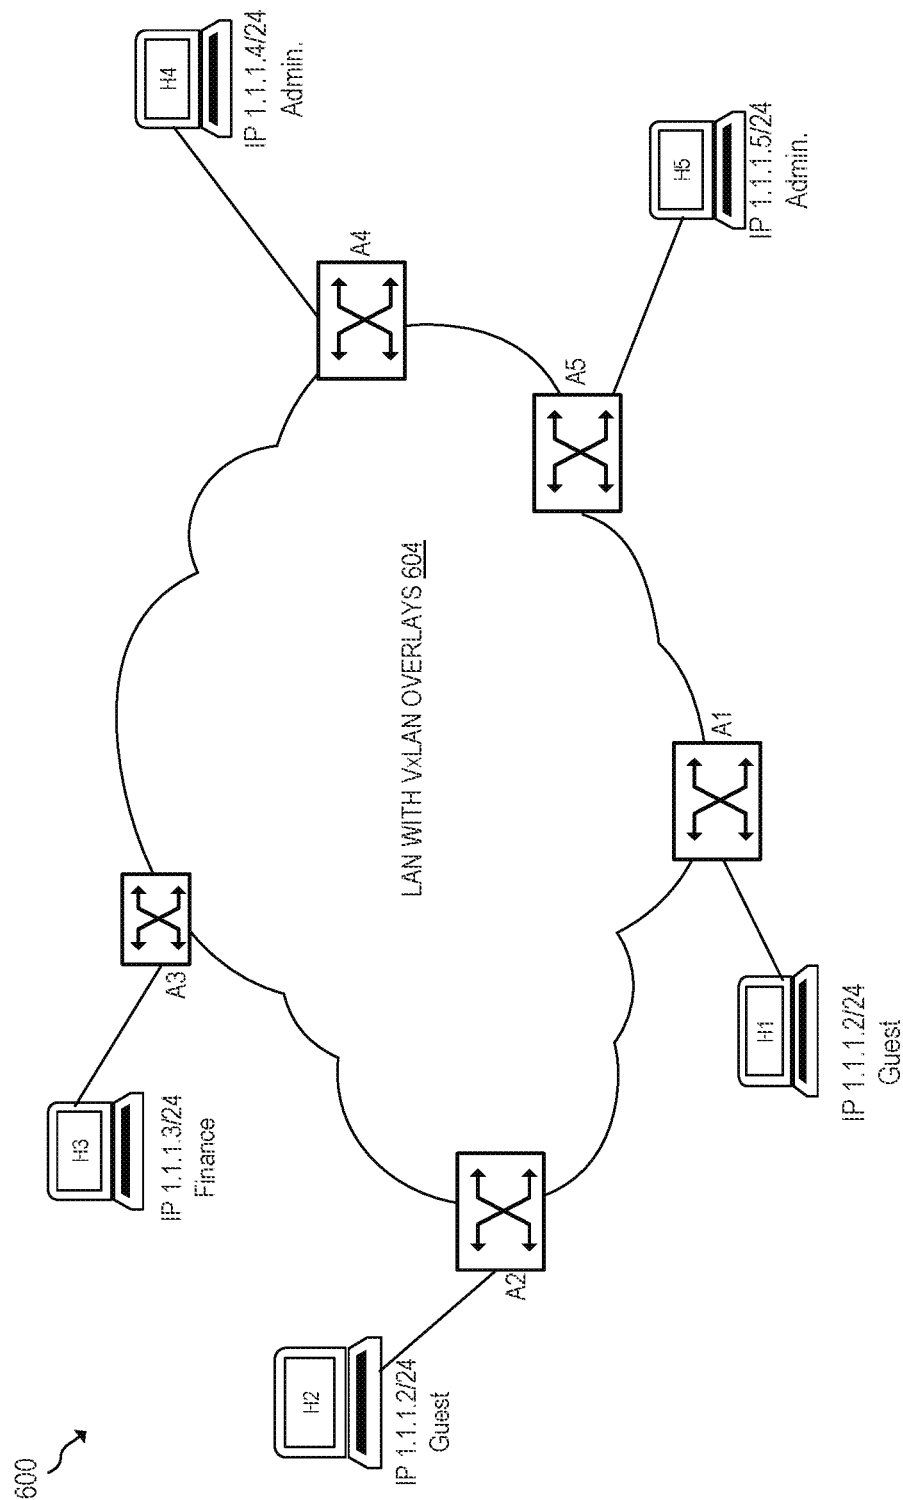 600
H2
IP 1.1.1.2/24
Guest
A2
H3
IP 1.1.1.3/24
Finance
A3
LAN WITH VxLAN OVERLAYS 604
H1
IP 1.1.1.2/24
Guest
A1
A5
H5
IP 1.1.1.5/24
Admin.
A4
H4
IP 1.1.1.4/24
Admin.